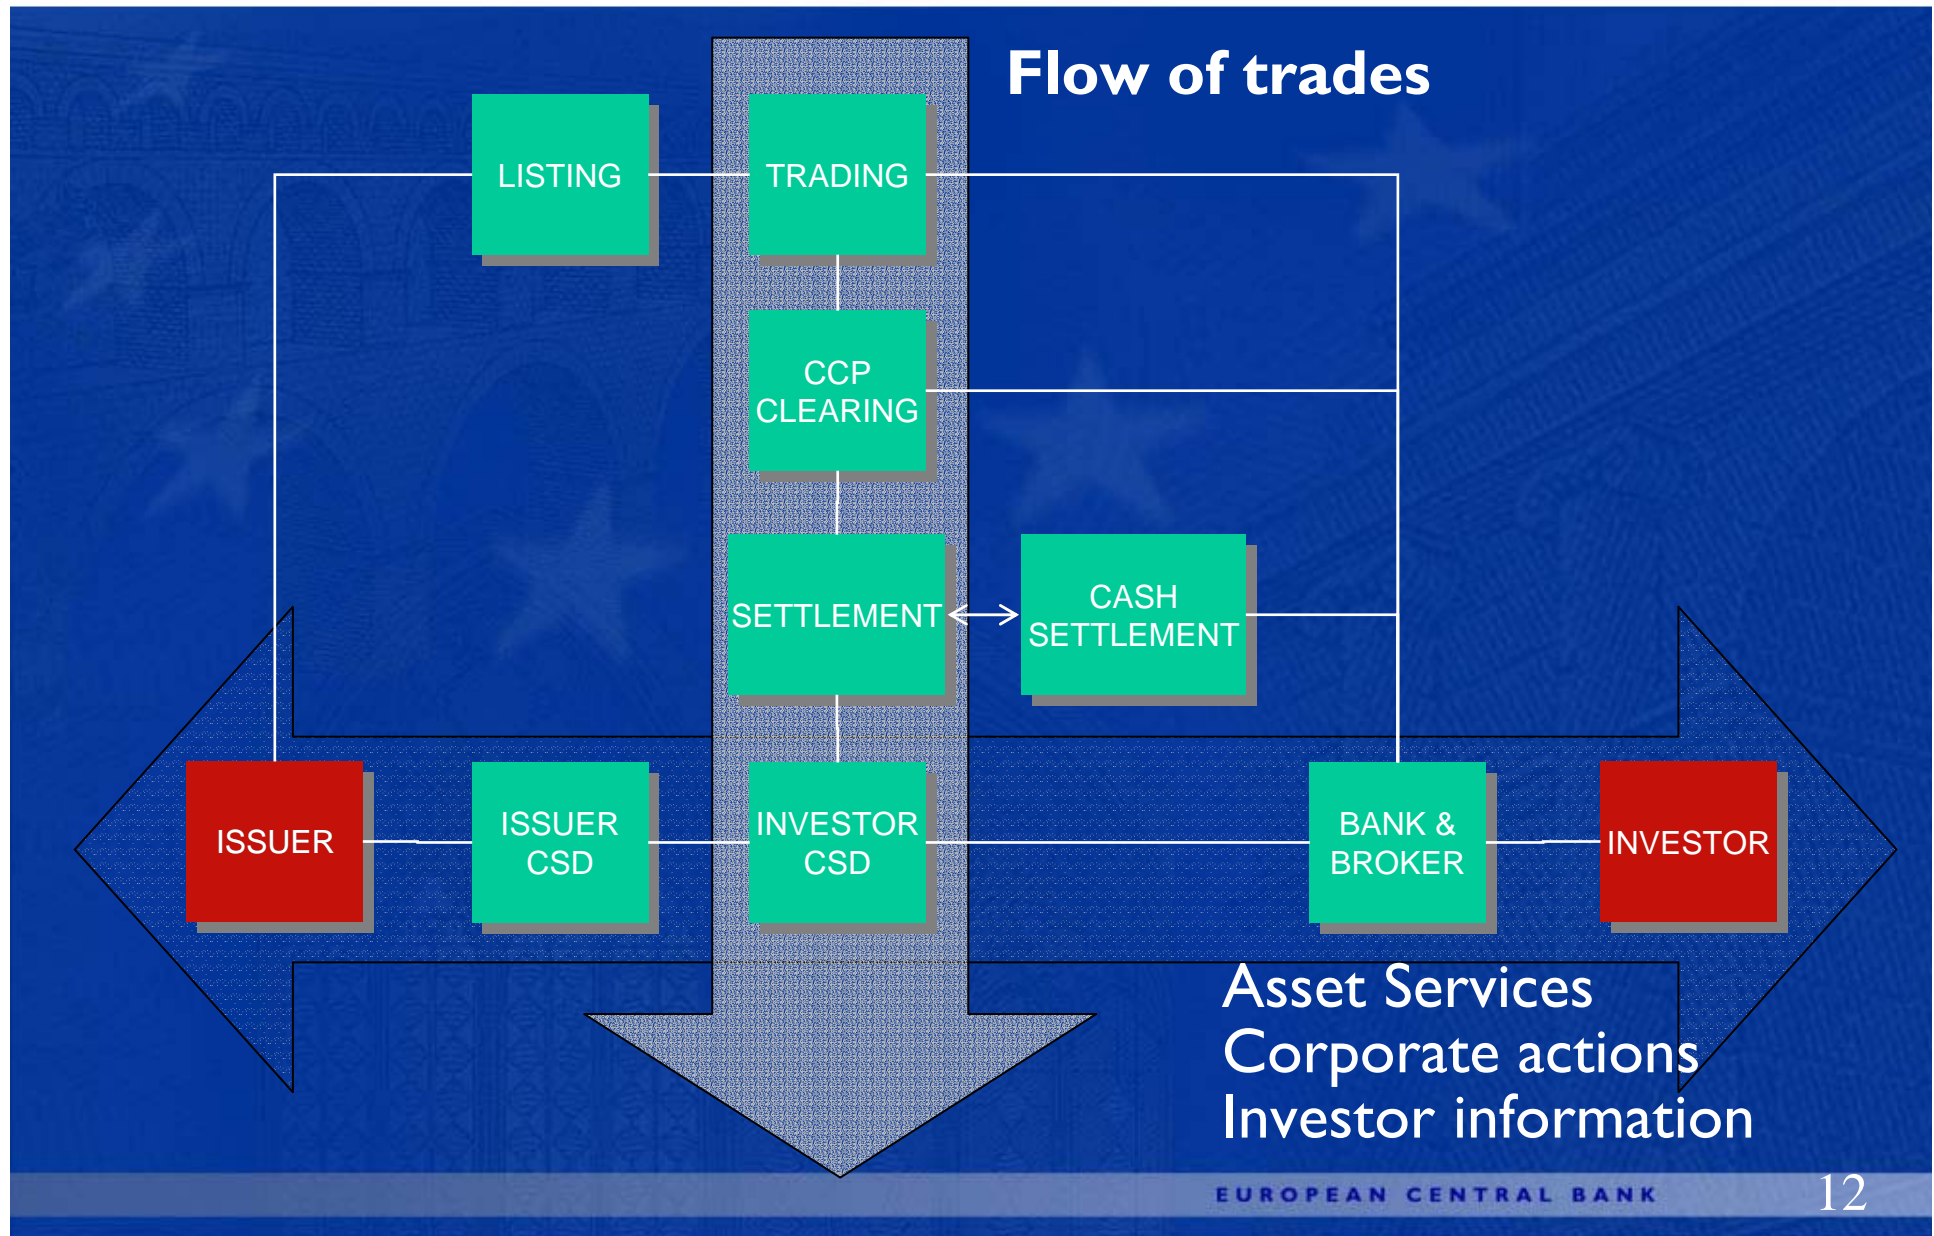 Flow of trades
LISTING
TRADING
CCP
CLEARING
SETTLEMENT
CASH
SETTLEMENT
ISSUER
ISSUER
CSD
INVESTOR
CSD
BANK &
BROKER
INVESTOR
Asset Services
Corporate actions
Investor information
EUROPEAN CENTRAL BANK
12